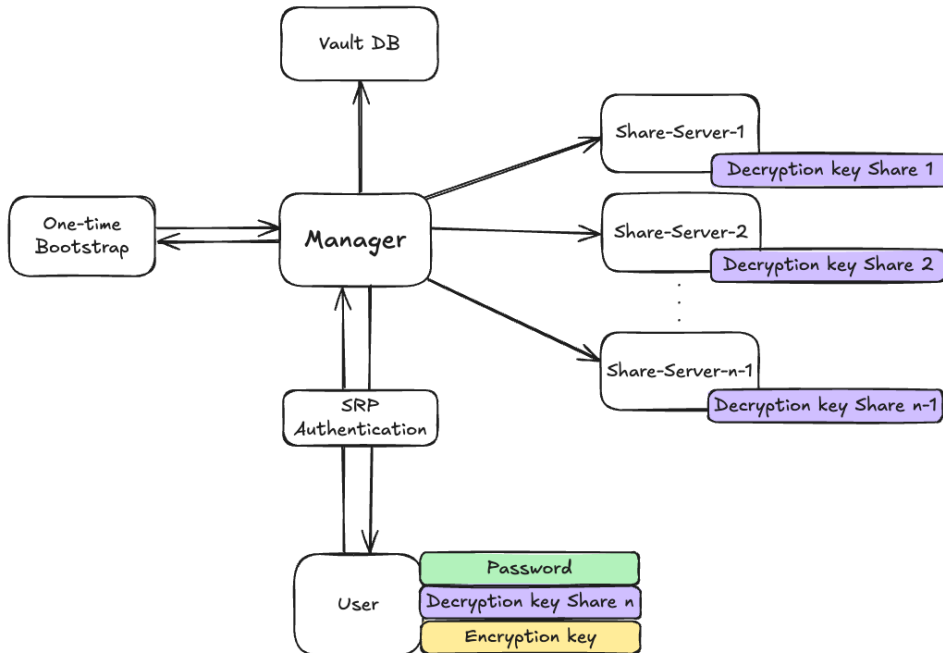 Vault DB
Share-Server-1
Decryption key Share 1
One-time
Bootstrap
Manager
Share-Server-2
Decryption key Share 2
Share-Server-n-1
Decryption key Share n-1
SRP
Authentication
User
Password
Decryption key Share n
Encryption key